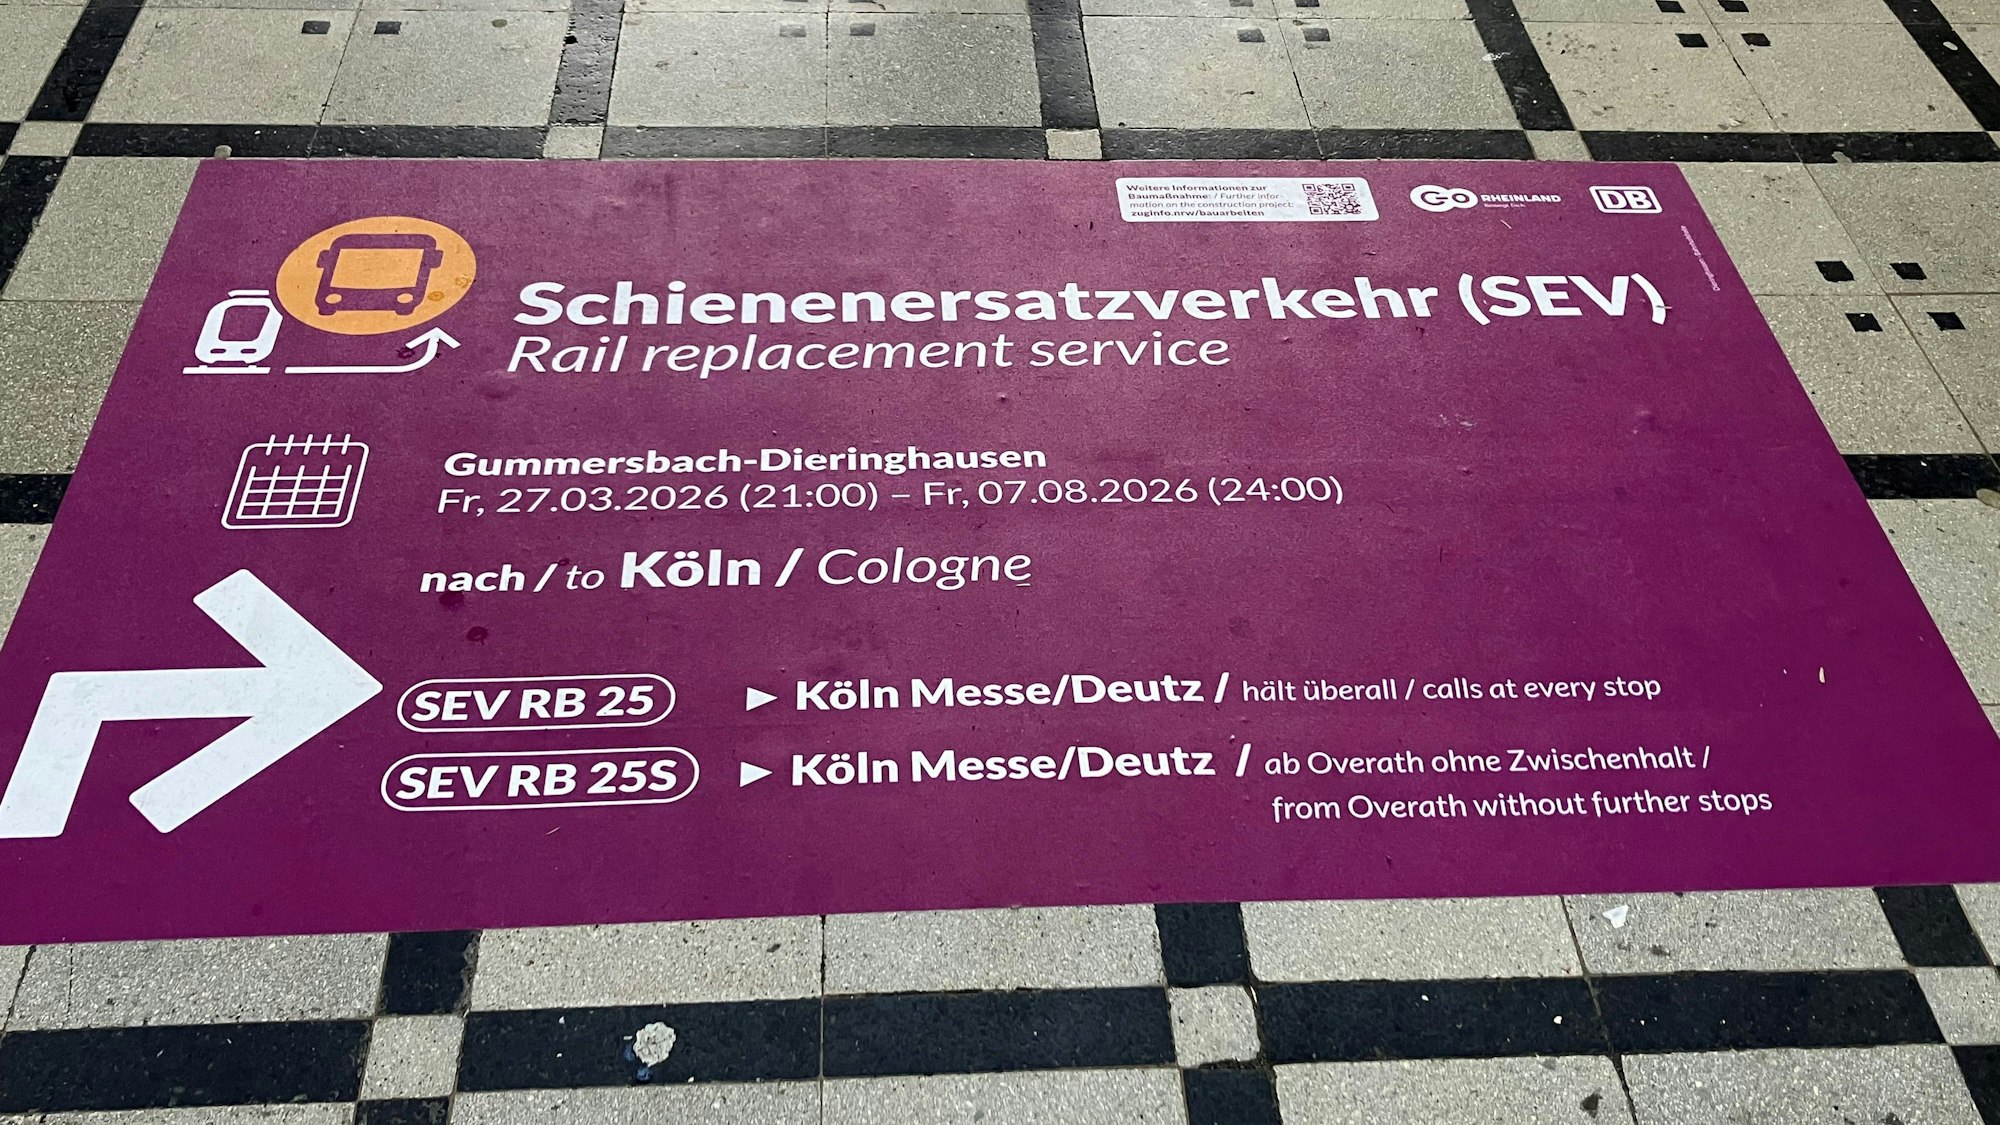 Weitere Informationen zur
Baumaßnahme: / Further infor-
mation on the construction project:
zuginfo.nrw/bauarbeiten
GO RHEINLAND
Bewegt Dich.
DB
Schienenersatzverkehr (SEV)
Rail replacement service
Gummersbach-Dieringhausen
Fr, 27.03.2026 (21:00) – Fr, 07.08.2026 (24:00)
nach / to Köln / Cologne
SEV RB 25 ► Köln Messe/Deutz / hält überall / calls at every stop
SEV RB 25S ► Köln Messe/Deutz / ab Overath ohne Zwischenhalt /
from Overath without further stops